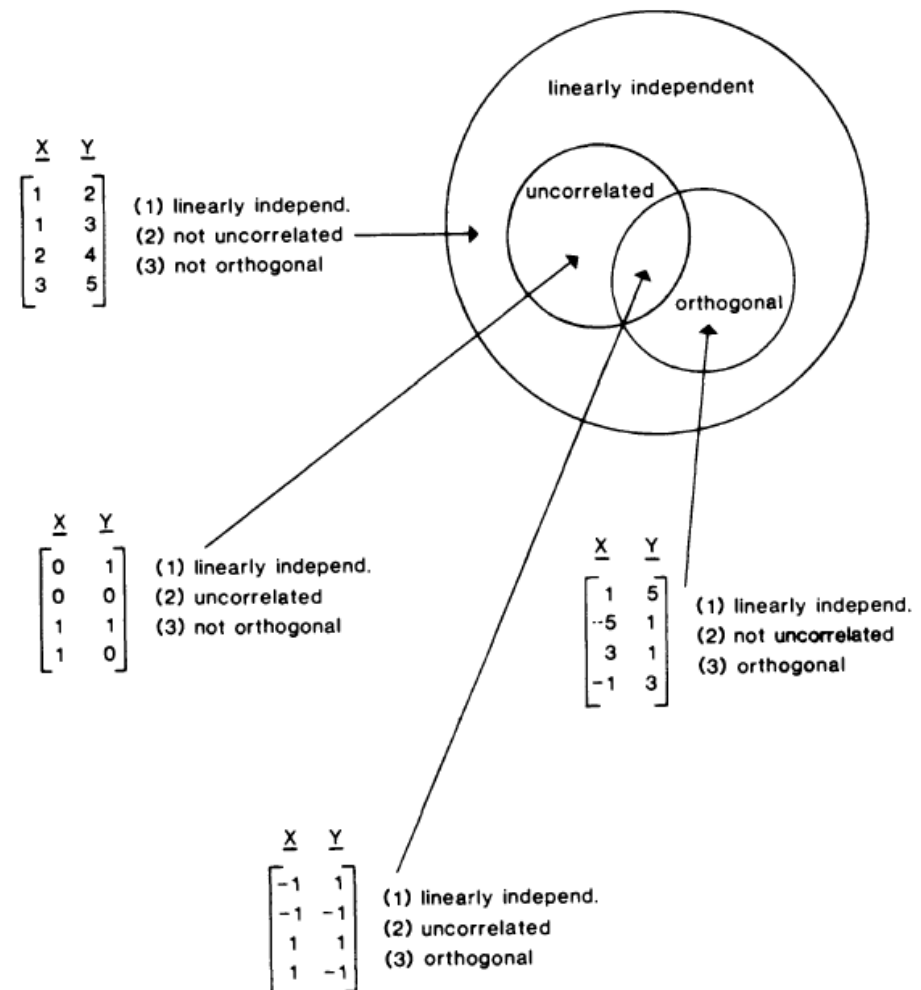 linearly independent
uncorrelated
orthogonal
X Y
1 2
1 3
2 4
3 5
(1) linearly independ.
(2) not uncorrelated
(3) not orthogonal
X Y
0 1
0 0
1 1
1 0
(1) linearly independ.
(2) uncorrelated
(3) not orthogonal
X Y
1 5
-5 1
3 1
-1 3
(1) linearly independ.
(2) not uncorrelated
(3) orthogonal
X Y
-1 1
-1 -1
1 1
1 -1
(1) linearly independ.
(2) uncorrelated
(3) orthogonal